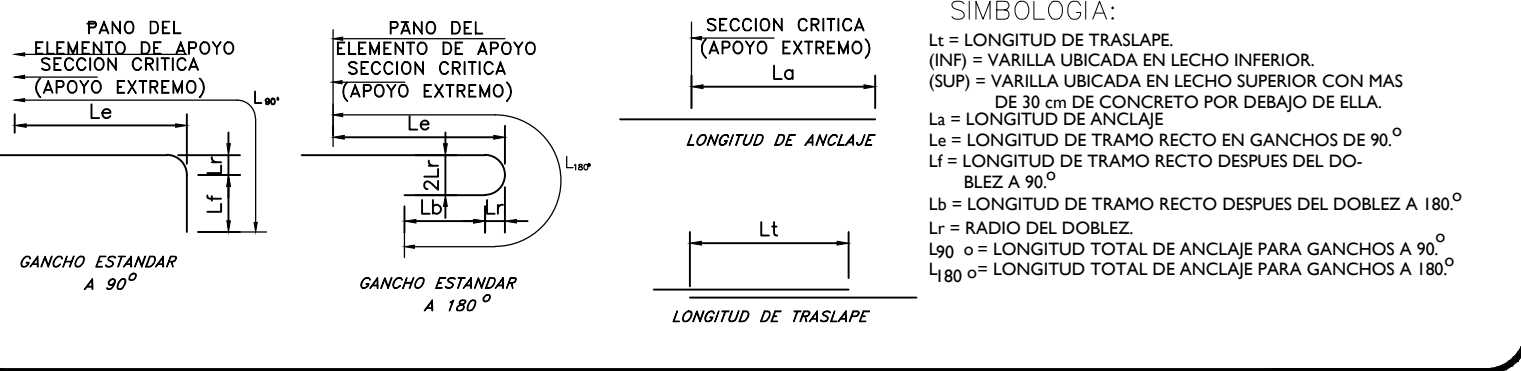 PANO DEL
ELEMENTO DE APOYO
SECCION CRITICA
(APOYO EXTREMO)
Le
L90°
Lr
Lf
GANCHO ESTANDAR
A 90°
PANO DEL
ELEMENTO DE APOYO
SECCION CRITICA
(APOYO EXTREMO)
Le
L180°
2Lr
Lb
Lr
GANCHO ESTANDAR
A 180°
SECCION CRITICA
(APOYO EXTREMO)
La
LONGITUD DE ANCLAJE
Lt
LONGITUD DE TRASLAPE
SIMBOLOGIA:
Lt = LONGITUD DE TRASLAPE.
(INF) = VARILLA UBICADA EN LECHO INFERIOR.
(SUP) = VARILLA UBICADA EN LECHO SUPERIOR CON MAS
DE 30 cm DE CONCRETO POR DEBAJO DE ELLA.
La = LONGITUD DE ANCLAJE
Le = LONGITUD DE TRAMO RECTO EN GANCHOS DE 90.°
Lf = LONGITUD DE TRAMO RECTO DESPUES DEL DO-
BLEZ A 90.°
Lb = LONGITUD DE TRAMO RECTO DESPUES DEL DOBLEZ A 180.°
Lr = RADIO DEL DOBLEZ.
L90 o = LONGITUD TOTAL DE ANCLAJE PARA GANCHOS A 90.°
L180 o = LONGITUD TOTAL DE ANCLAJE PARA GANCHOS A 180.°